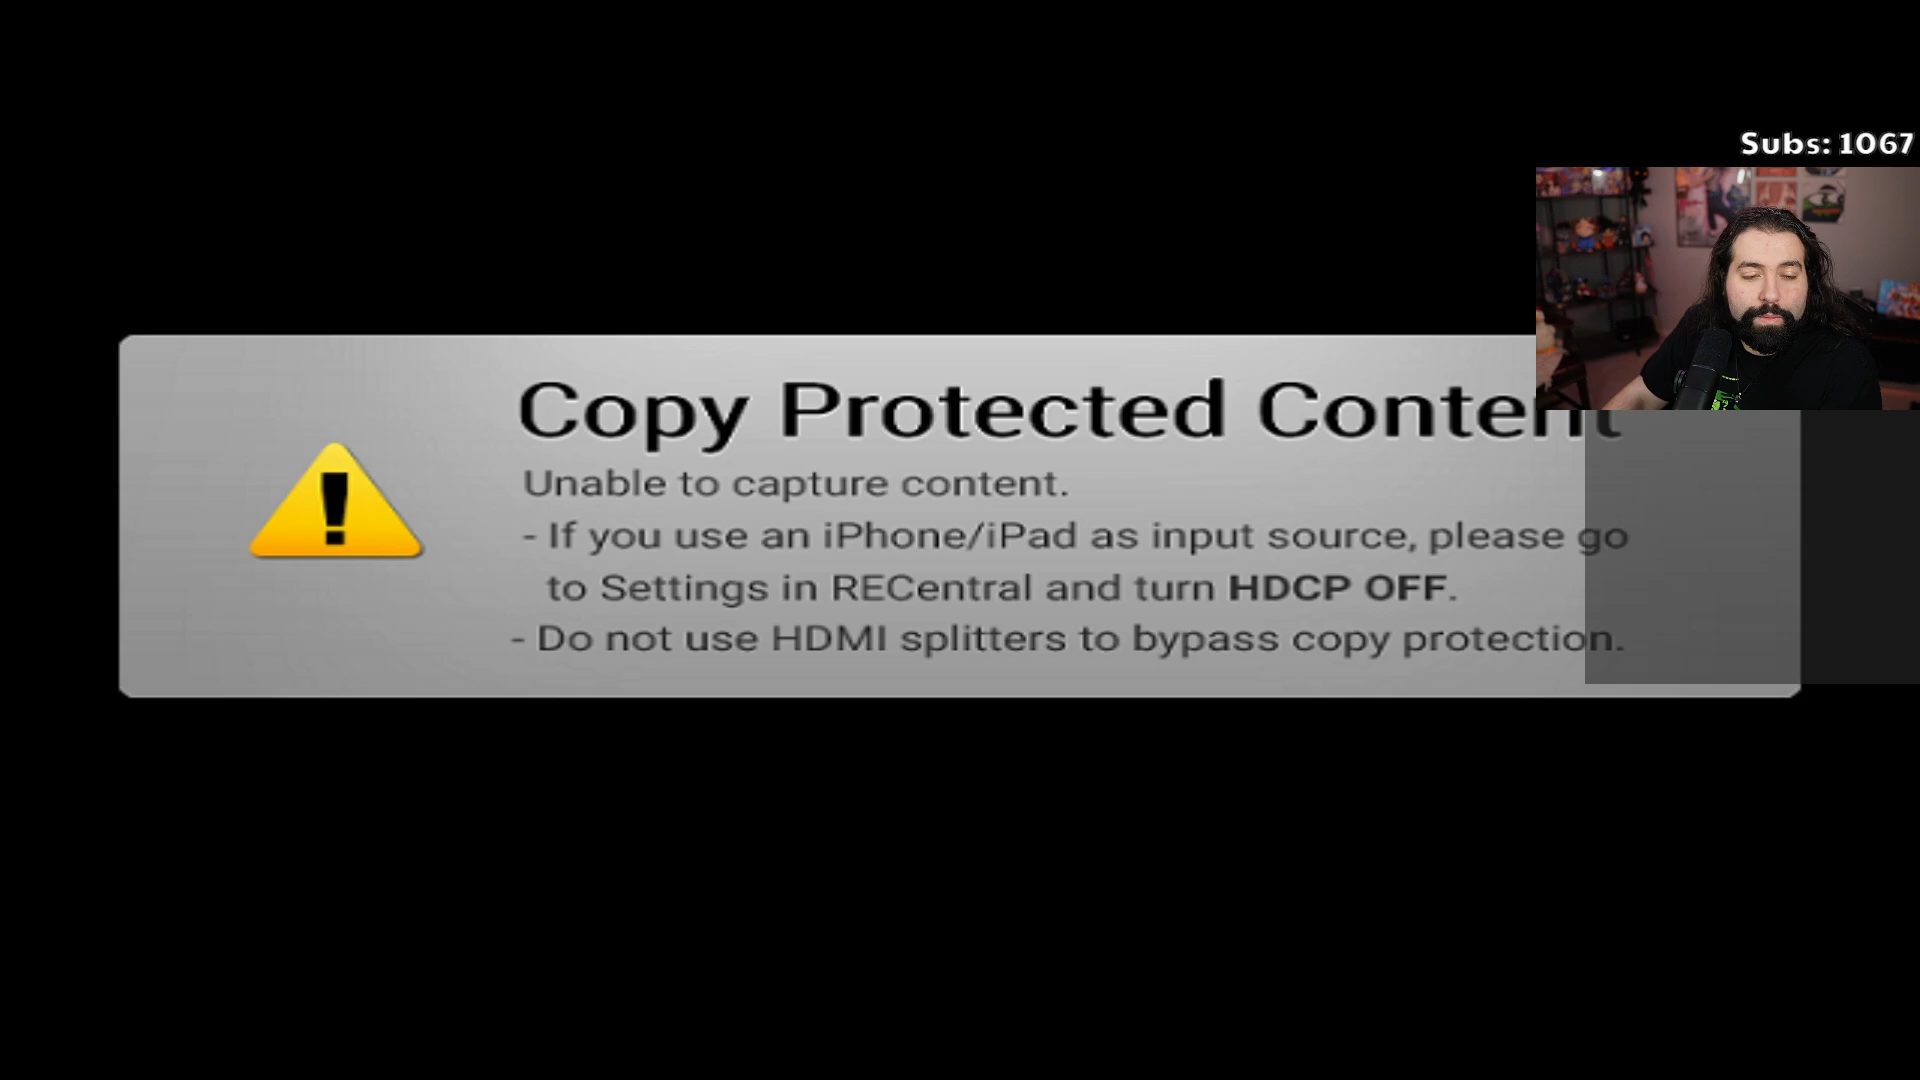 Subs: 1067
Copy Protected Content
Unable to capture content.
- If you use an iPhone/iPad as input source, please go
to Settings in RECentral and turn HDCP OFF.
- Do not use HDMI splitters to bypass copy protection.